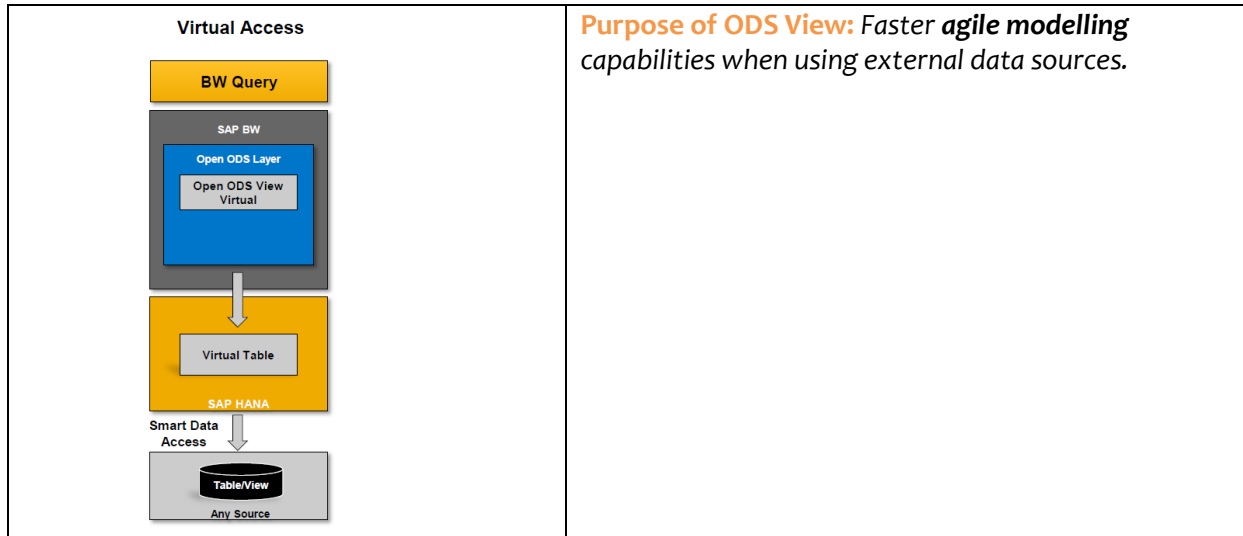 Virtual Access
BW Query
SAP BW
Open ODS Layer
Open ODS View
Virtual
Virtual Table
SAP HANA
Smart Data
Access
Table/View
Any Source
Purpose of ODS View: Faster agile modelling
capabilities when using external data sources.